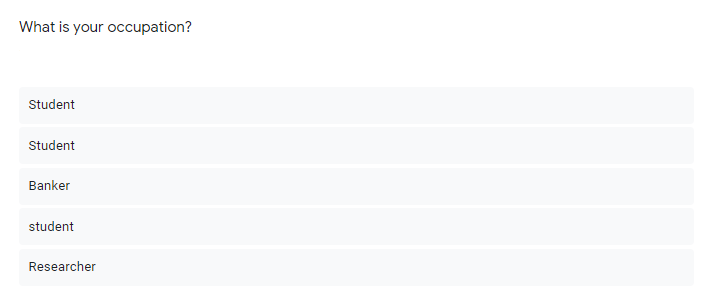 What is your occupation?
Student
Student
Banker
student
Researcher